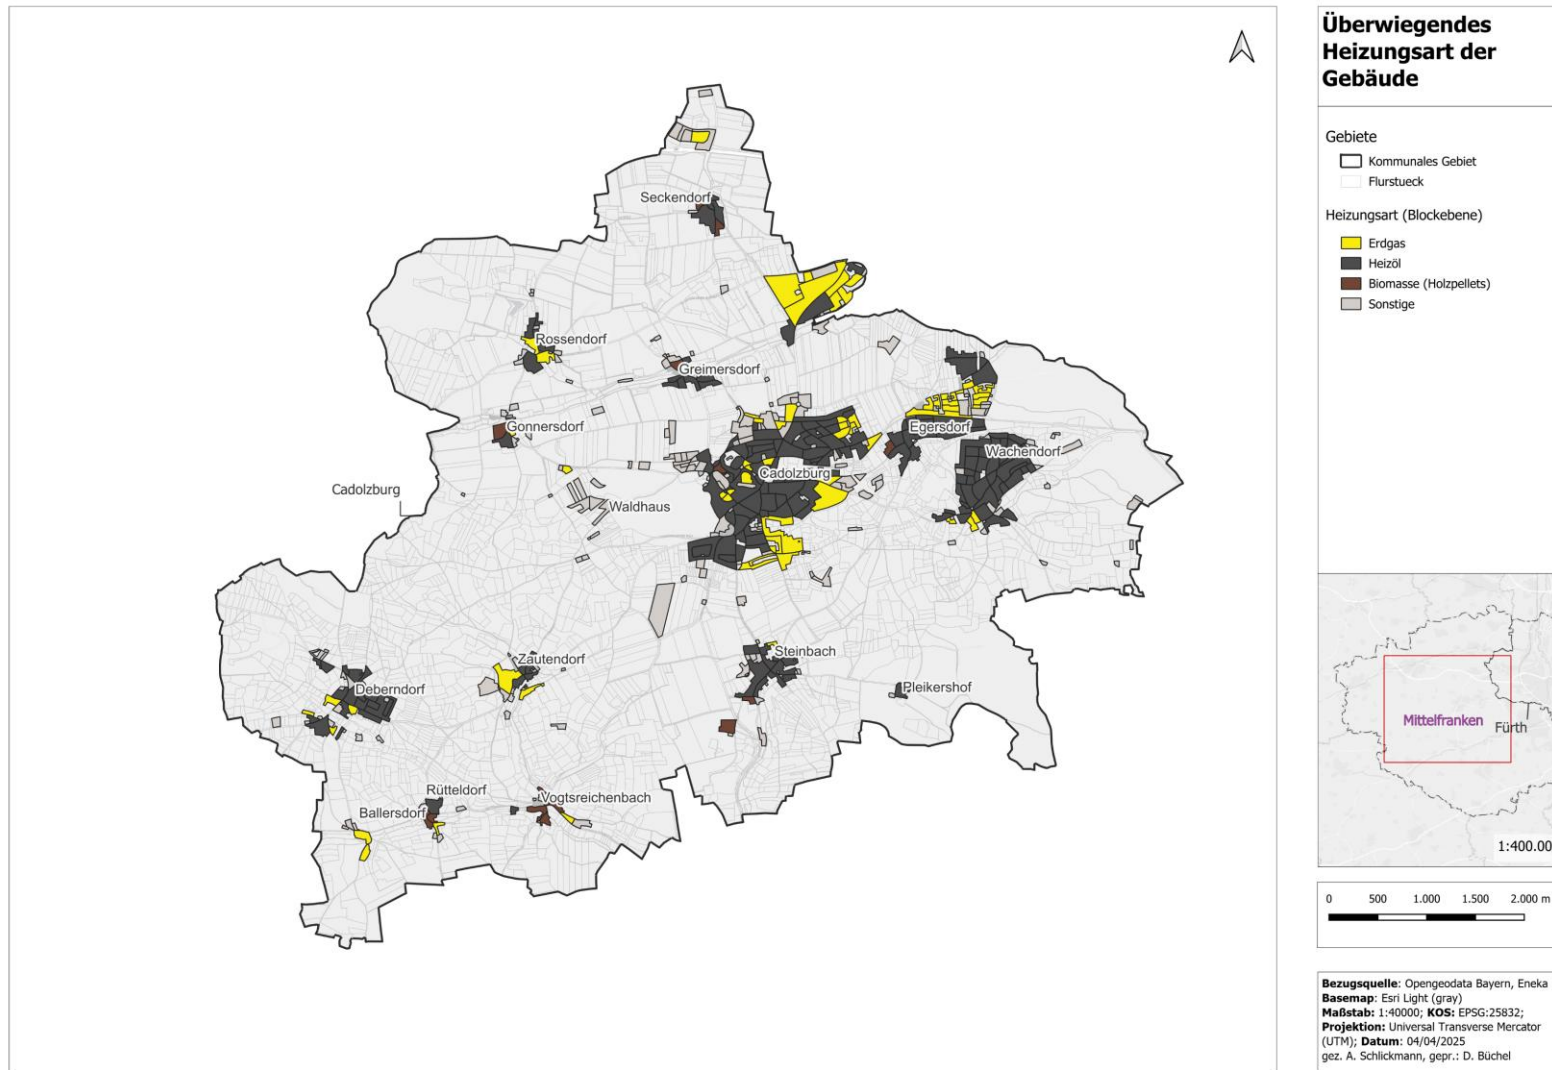 Überwiegendes
Heizungsart der
Gebäude
Gebiete
Kommunales Gebiet
Flurstueck
Heizungsart (Blockebene)
Erdgas
Heizöl
Biomasse (Holzpellets)
Sonstige
Seckendorf
Rossendorf
Greimersdorf
Gonnersdorf
Egersdorf
Wachendorf
Cadolzburg
Cadolzburg
Waldhaus
Steinbach
Zautendorf
Deberndorf
Pleikershof
Rütteldorf
Vogtsreichenbach
Ballersdorf
Mittelfranken
Fürth
1:400.00
0 500 1.000 1.500 2.000 m
Bezugsquelle: Opengeodata Bayern, Eneka
Basemap: Esri Light (gray)
Maßstab: 1:40000; KOS: EPSG:25832;
Projektion: Universal Transverse Mercator
(UTM); Datum: 04/04/2025
gez. A. Schlickmann, gepr.: D. Büchel